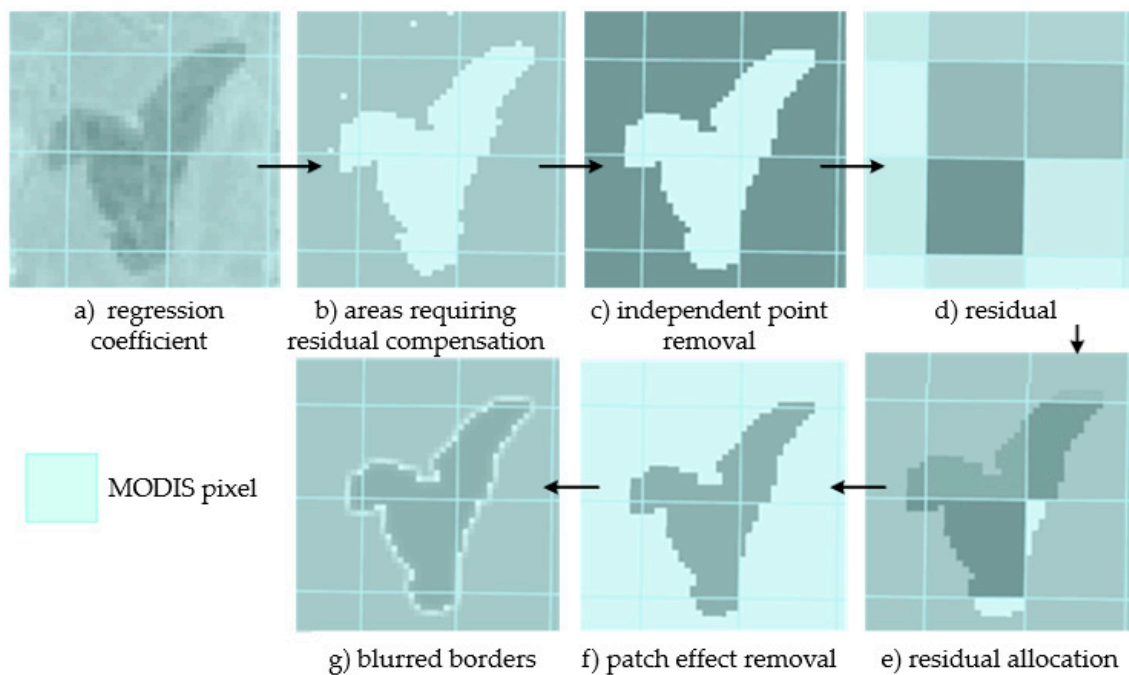 a) regression
coefficient
b) areas requiring
residual compensation
c) independent point
removal
d) residual
MODIS pixel
g) blurred borders
f) patch effect removal
e) residual allocation